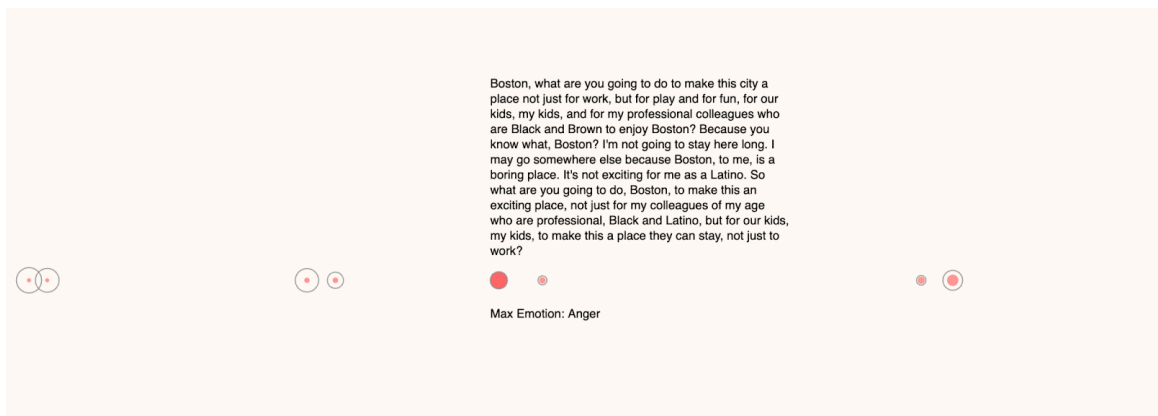 Boston, what are you going to do to make this city a
place not just for work, but for play and for fun, for our
kids, my kids, and for my professional colleagues who
are Black and Brown to enjoy Boston? Because you
know what, Boston? I'm not going to stay here long. I
may go somewhere else because Boston, to me, is a
boring place. It's not exciting for me as a Latino. So
what are you going to do, Boston, to make this an
exciting place, not just for my colleagues of my age
who are professional, Black and Latino, but for our kids,
my kids, to make this a place they can stay, not just to
work?
Max Emotion: Anger